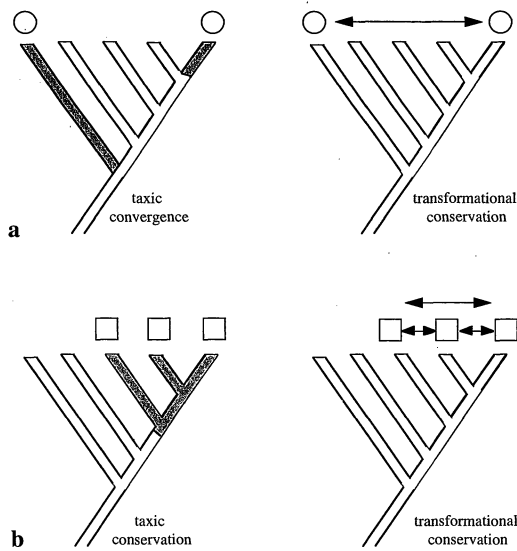 taxic
convergence
transformational
conservation
a
taxic
conservation
transformational
conservation
b